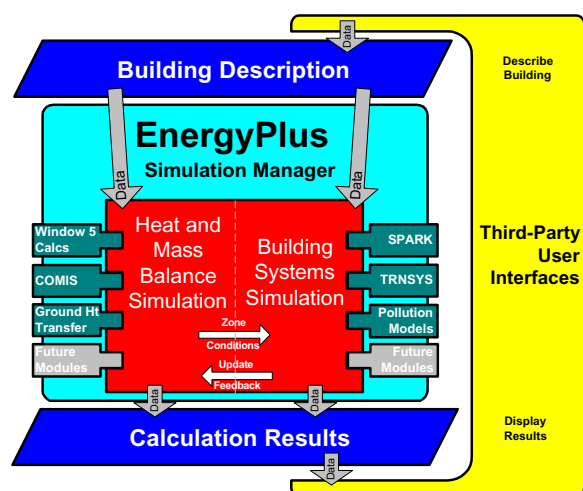 Data
Building Description
Describe
Building
EnergyPlus
Simulation Manager
Data
Data
Window 5
Calcs
COMIS
Ground Ht
Transfer
Future
Modules
Heat and
Mass
Balance
Simulation
Building
Systems
Simulation
Zone
Conditions
Update
Feedback
SPARK
TRNSYS
Pollution
Models
Future
Modules
Third-Party
User
Interfaces
Data
Data
Calculation Results
Display
Results
Data